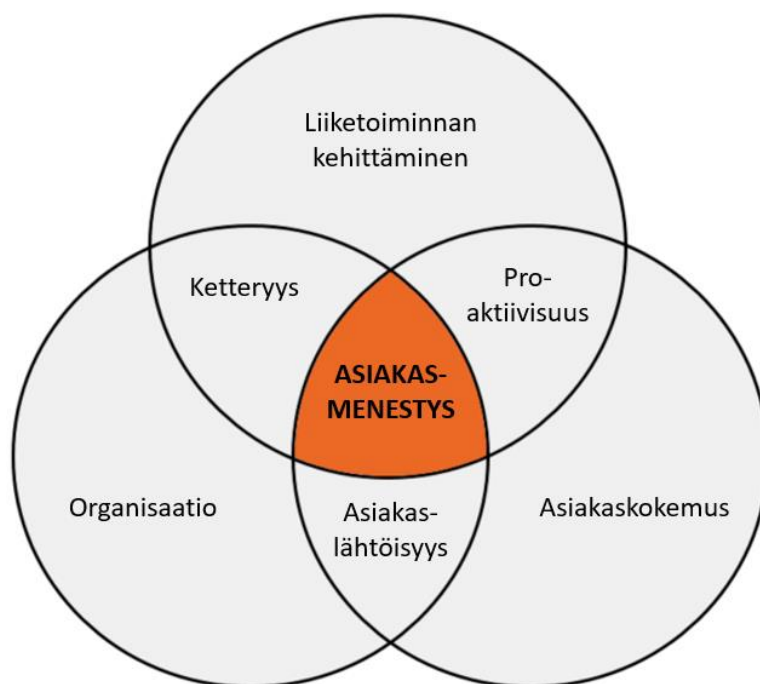 Liiketoiminnan
kehittäminen
Ketteryys
Pro-
aktiivisuus
ASIAKAS-
MENESTYS
Organisaatio
Asiakas-
lähtöisyys
Asiakaskokemus